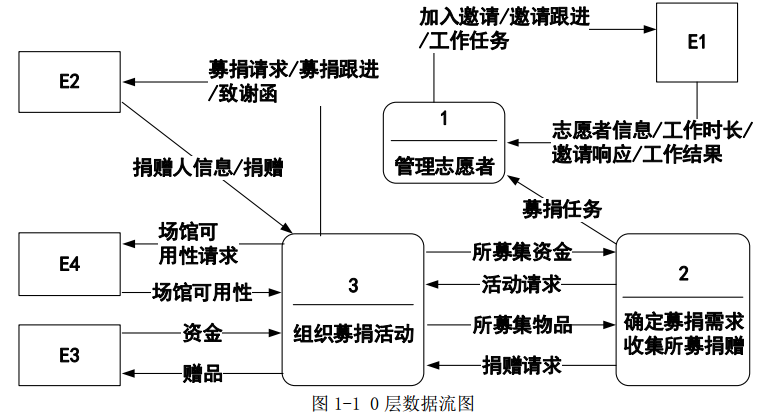 加入邀请/邀请跟进
/工作任务
E1
E2
募捐请求/募捐跟进
/致谢函
1
管理志愿者
志愿者信息/工作时长/
邀请响应/工作结果
捐赠人信息/捐赠
募捐任务
E4
场馆可
用性请求
场馆可用性
3
组织募捐活动
所募集资金
活动请求
所募集物品
捐赠请求
2
确定募捐需求
收集所募捐赠
E3
资金
赠品
图 1-1 0 层数据流图